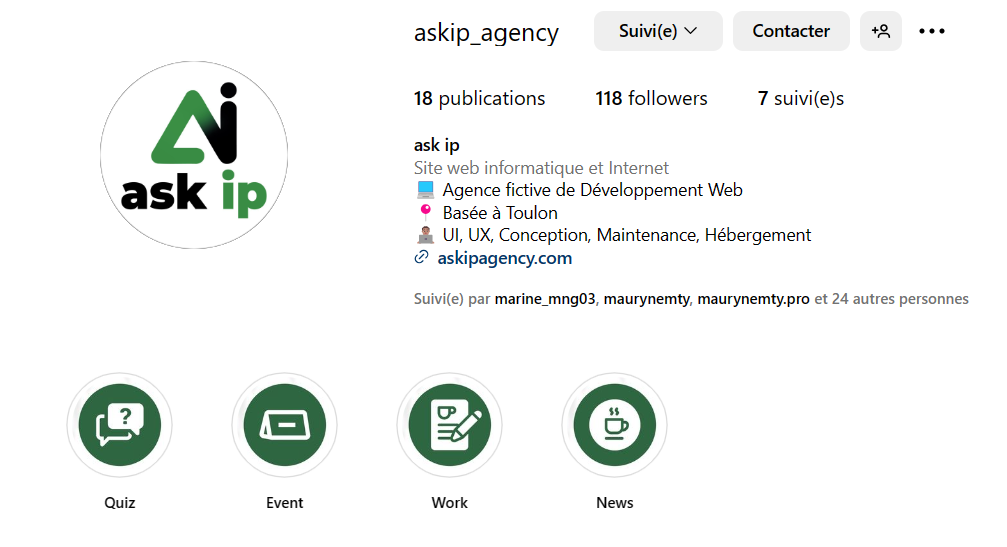 askip_agency
Suivi(e)
Contacter
18 publications
118 followers
7 suivi(e)s
ask ip
ask ip
Site web informatique et Internet
Agence fictive de Développement Web
Basée à Toulon
UI, UX, Conception, Maintenance, Hébergement
askipagency.com
Suivi(e) par marine_mng03, maurynemty, maurynemty.pro et 24 autres personnes
?
Quiz
Event
Work
News